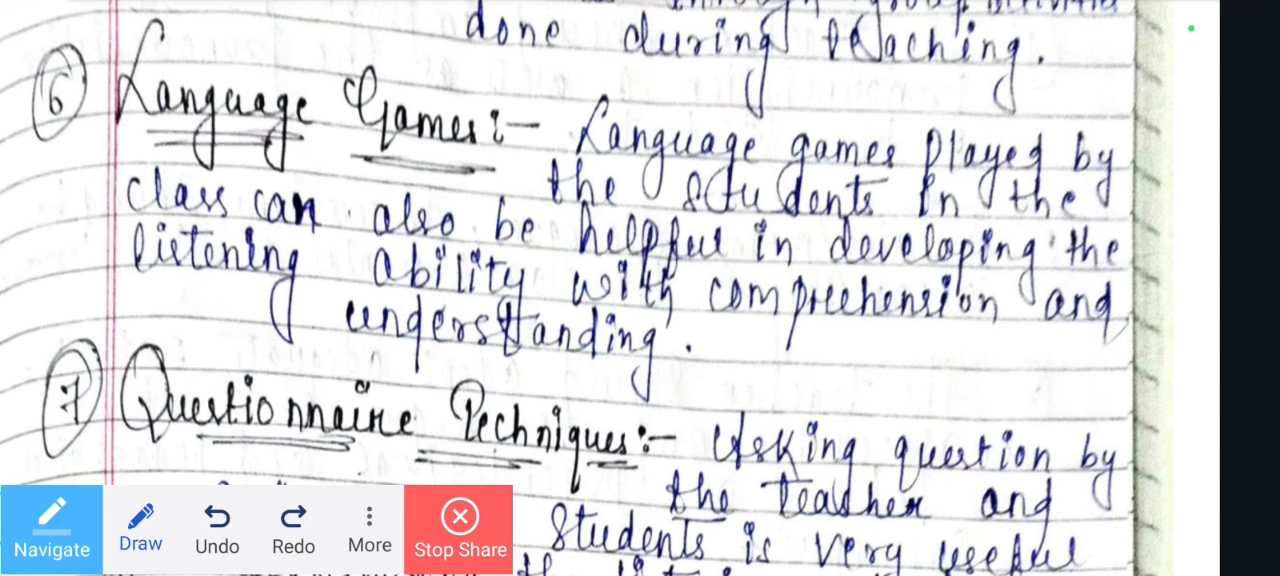 done during teaching.
6 Language Games:- Language games played by
the students in the
class can also be helpful in developing the
listening ability with comprehension and
understanding.
7 Questionnaire Techniques:- Asking question by
the teacher and
Students is very useful
Navigate
Draw
Undo
Redo
More
Stop Share